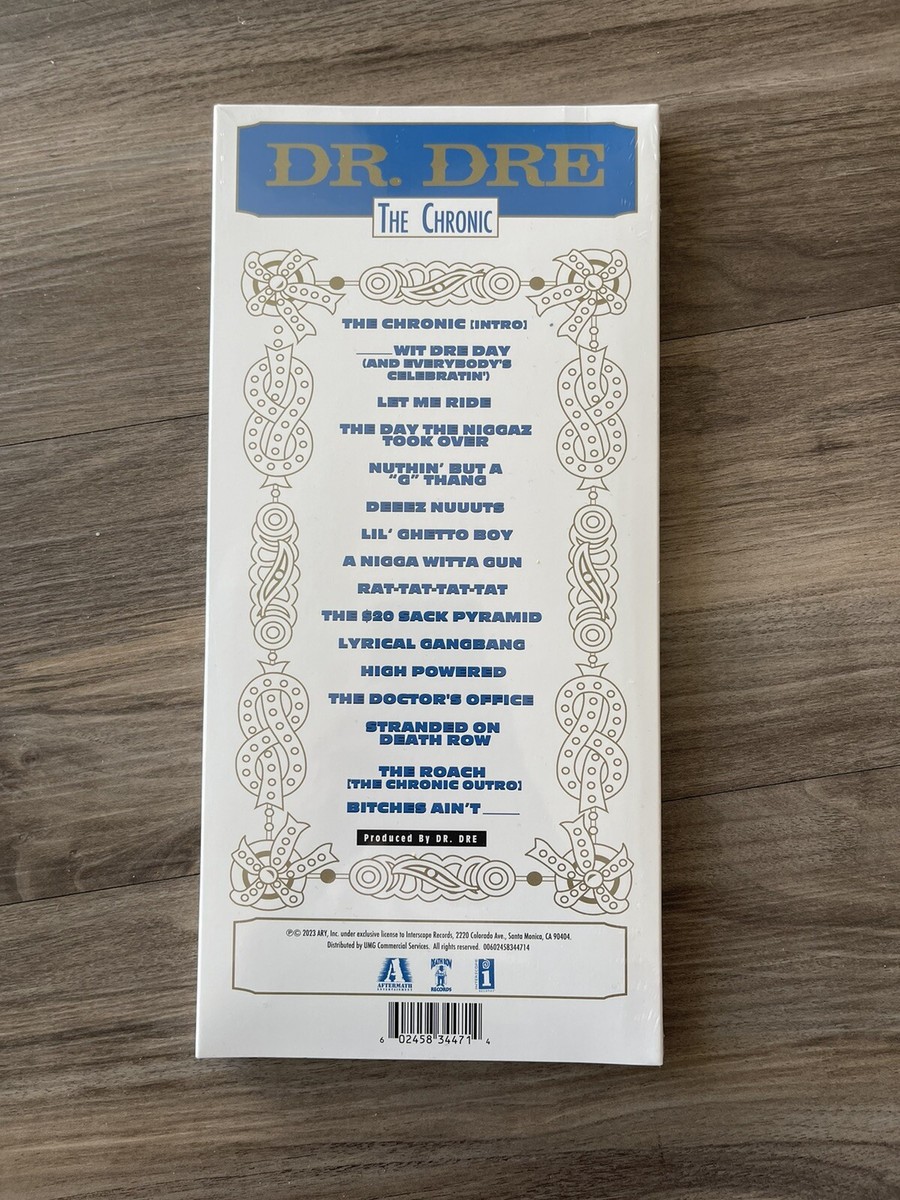 DR. DRE
THE CHRONIC
THE CHRONIC [INTRO]
____WIT DRE DAY
(AND EVERYBODY'S
CELEBRATIN')
LET ME RIDE
THE DAY THE NIGGAZ
TOOK OVER
NUTHIN' BUT A
"G" THANG
DEEEZ NUUUTS
LIL' GHETTO BOY
A NIGGA WITTA GUN
RAT-TAT-TAT-TAT
THE $20 SACK PYRAMID
LYRICAL GANGBANG
HIGH POWERED
THE DOCTOR'S OFFICE
STRANDED ON
DEATH ROW
THE ROACH
[THE CHRONIC OUTRO]
BITCHES AIN'T____
Produced By DR. DRE
℗© 2023 ARY, Inc. under exclusive license to Interscope Records, 2220 Colorado Ave., Santa Monica, CA 90404.
Distributed by UMG Commercial Services. All rights reserved. 00602458344714
A
AFTERMATH
ENTERTAINMENT
DEATH ROW
RECORDS
i
6 02458 34471 4